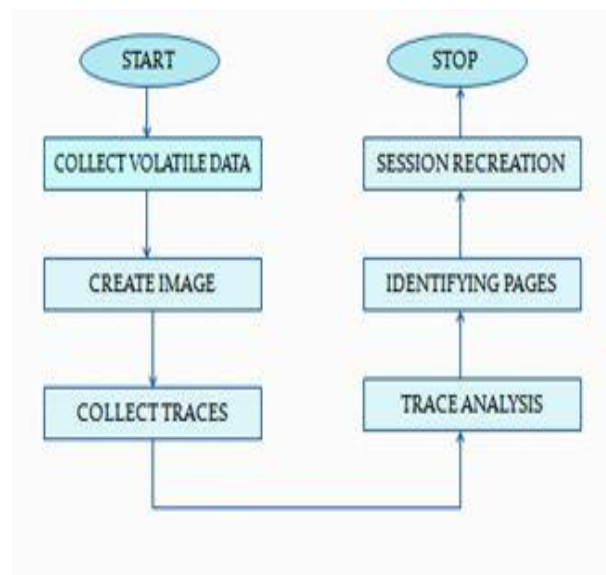 START
COLLECT VOLATILE DATA
CREATE IMAGE
COLLECT TRACES
TRACE ANALYSIS
IDENTIFYING PAGES
SESSION RECREATION
STOP